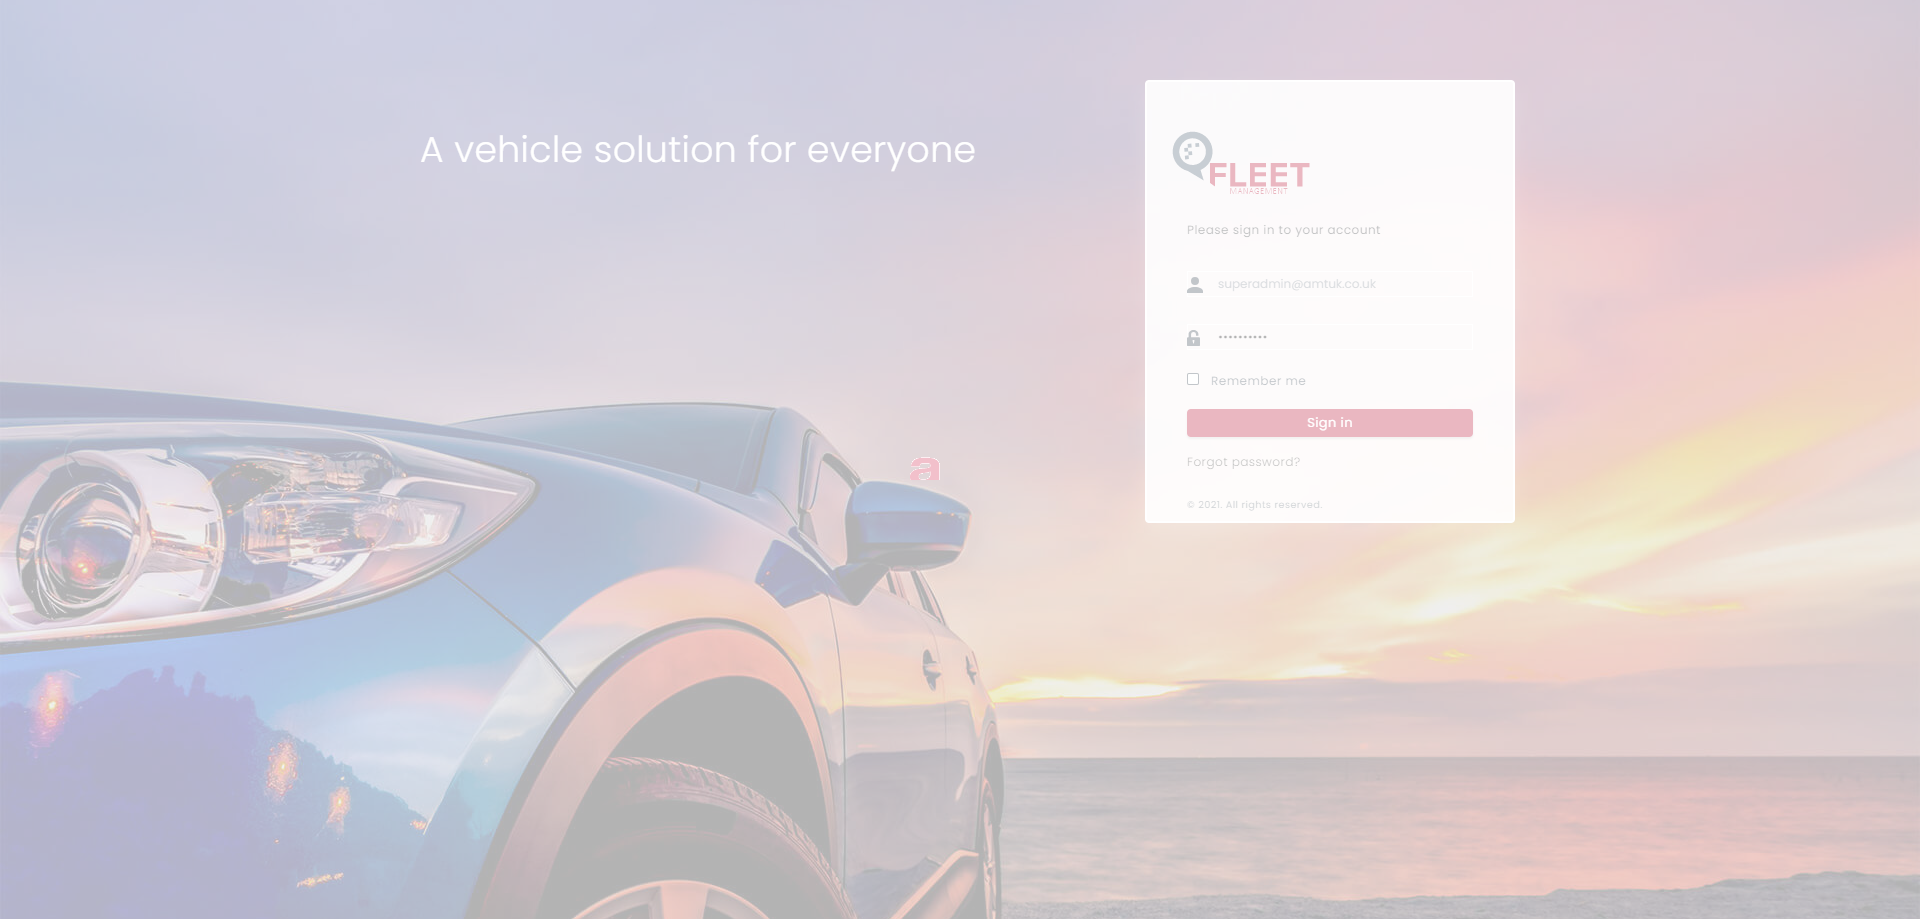 A vehicle solution for everyone
FLEET
MANAGEMENT
Please sign in to your account
superadmin@amtuk.co.uk
••••••••••
Remember me
Sign in
a
Forgot password?
© 2021. All rights reserved.